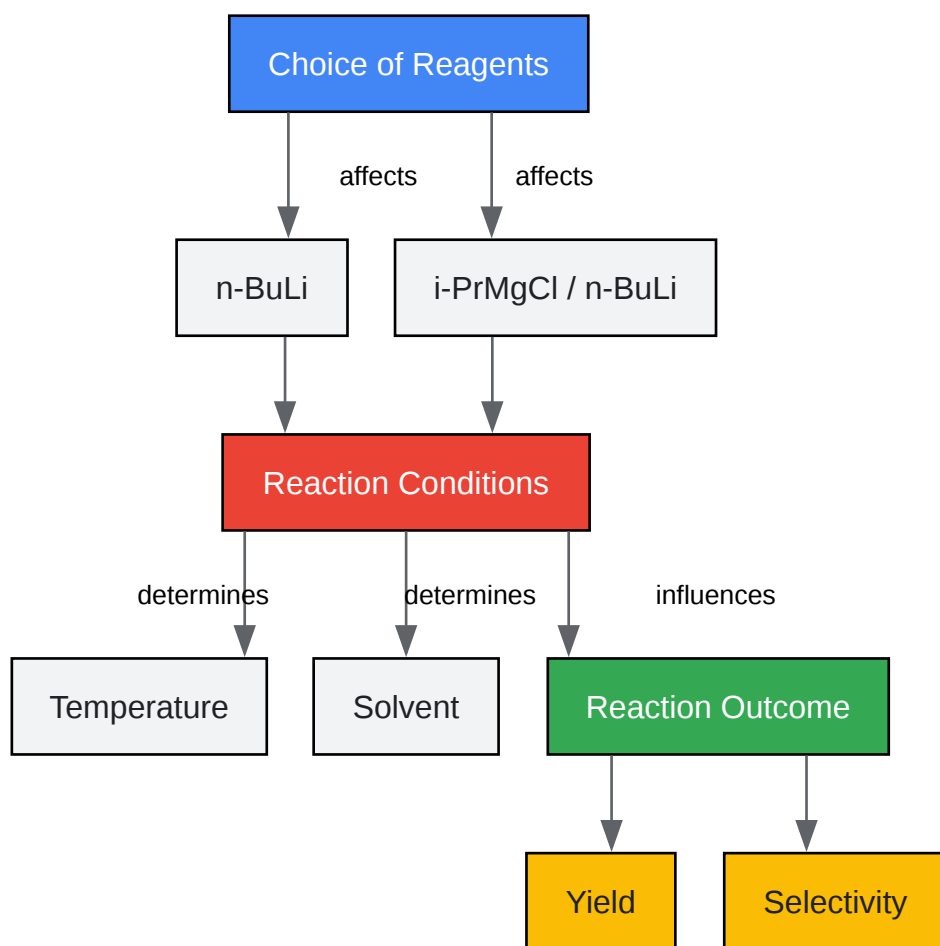 Choice of Reagents
affects
affects
n-BuLi
i-PrMgCl / n-BuLi
Reaction Conditions
determines
determines
influences
Temperature
Solvent
Reaction Outcome
Yield
Selectivity